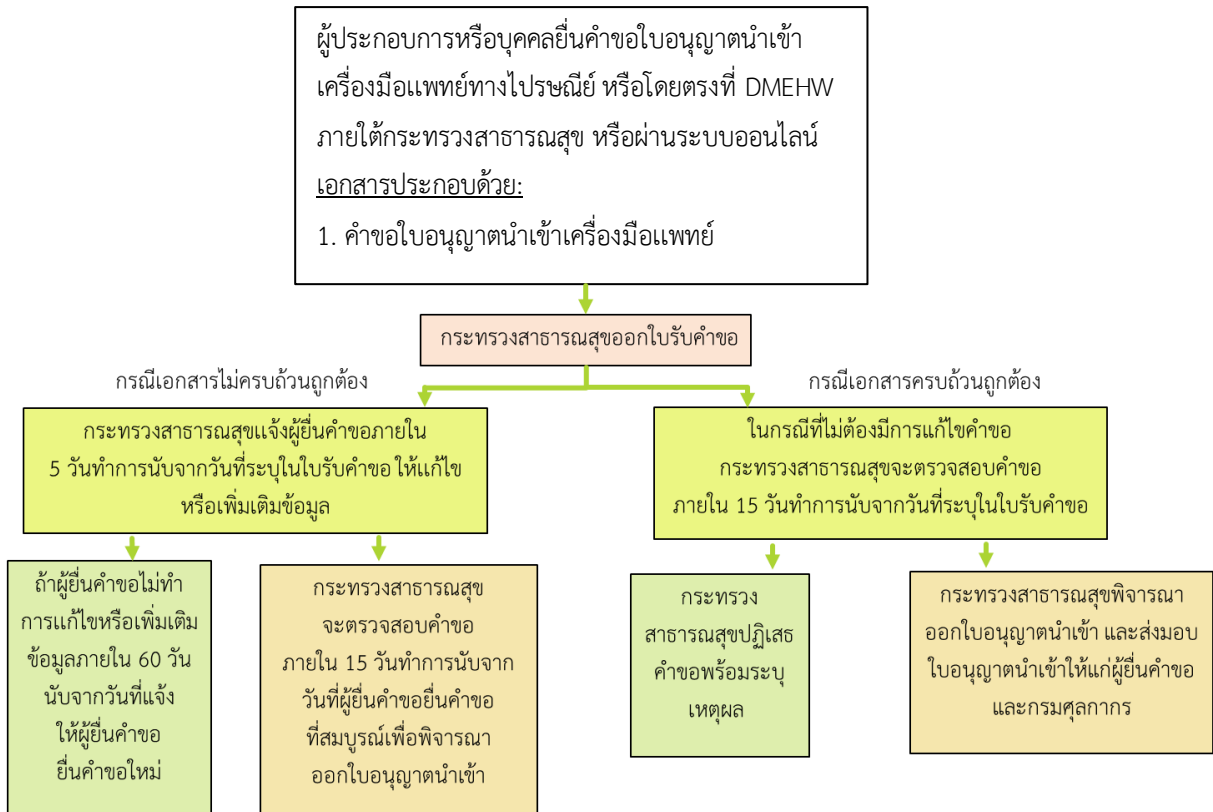 ผู้ประกอบการหรือบุคคลยื่นคำขอใบอนุญาตนำเข้า
เครื่องมือแพทย์ทางไปรษณีย์ หรือโดยตรงที่ DMEHW
ภายใต้กระทรวงสาธารณสุข หรือผ่านระบบออนไลน์
เอกสารประกอบด้วย:
1. คำขอใบอนุญาตนำเข้าเครื่องมือแพทย์
กระทรวงสาธารณสุขออกใบรับคำขอ
กรณีเอกสารไม่ครบถ้วนถูกต้อง
กระทรวงสาธารณสุขแจ้งผู้ยื่นคำขอภายใน
5 วันทำการนับจากวันที่ระบุในใบรับคำขอ ให้แก้ไข
หรือเพิ่มเติมข้อมูล
กรณีเอกสารครบถ้วนถูกต้อง
ในกรณีที่ไม่ต้องมีการแก้ไขคำขอ
กระทรวงสาธารณสุขจะตรวจสอบคำขอ
ภายใน 15 วันทำการนับจากวันที่ระบุในใบรับคำขอ
ถ้าผู้ยื่นคำขอไม่ทำ
การแก้ไขหรือเพิ่มเติม
ข้อมูลภายใน 60 วัน
นับจากวันที่แจ้ง
ให้ผู้ยื่นคำขอ
ยื่นคำขอใหม่
กระทรวงสาธารณสุข
จะตรวจสอบคำขอ
ภายใน 15 วันทำการนับจาก
วันที่ผู้ยื่นคำขอยื่นคำขอ
ที่สมบูรณ์เพื่อพิจารณา
ออกใบอนุญาตนำเข้า
กระทรวง
สาธารณสุขปฏิเสธ
คำขอพร้อมระบุ
เหตุผล
กระทรวงสาธารณสุขพิจารณา
ออกใบอนุญาตนำเข้า และส่งมอบ
ใบอนุญาตนำเข้าให้แก่ผู้ยื่นคำขอ
และกรมศุลกากร